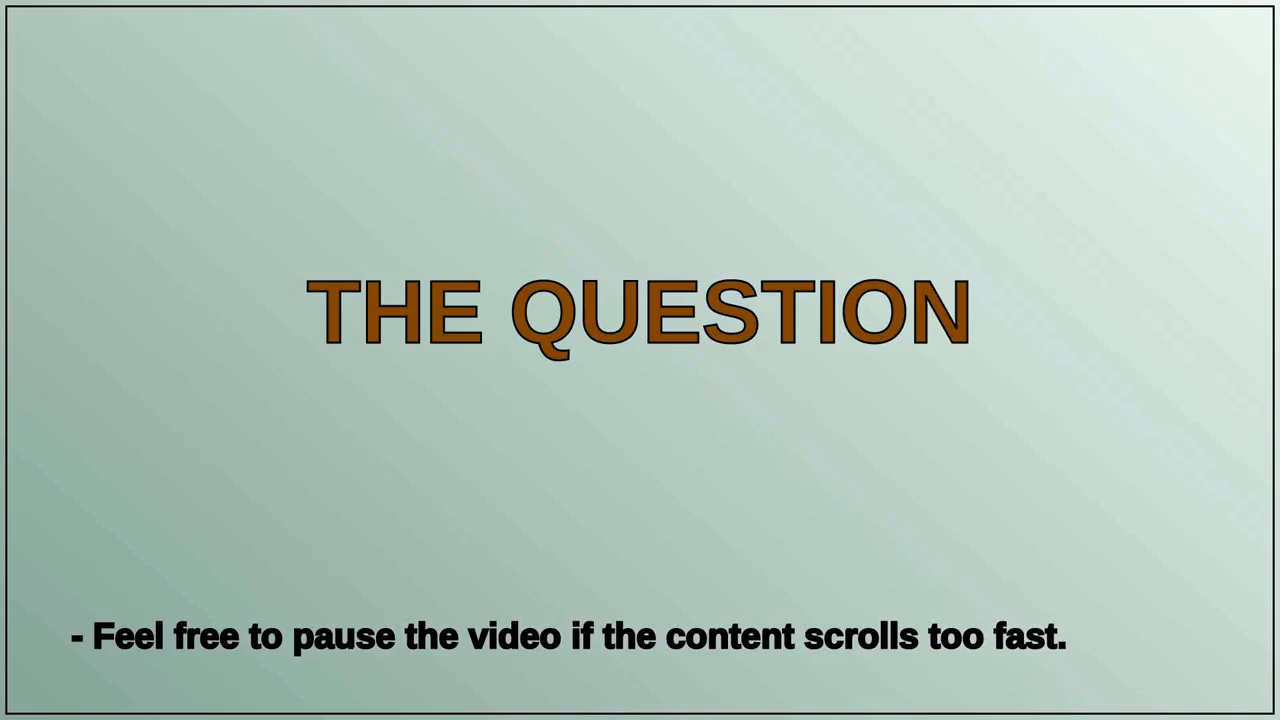 THE QUESTION
- Feel free to pause the video if the content scrolls too fast.